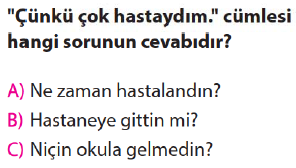 "Çünkü çok hastaydım." cümlesi
hangi sorunun cevabıdır?
A) Ne zaman hastalandın?
B) Hastaneye gittin mi?
C) Niçin okula gelmedin?